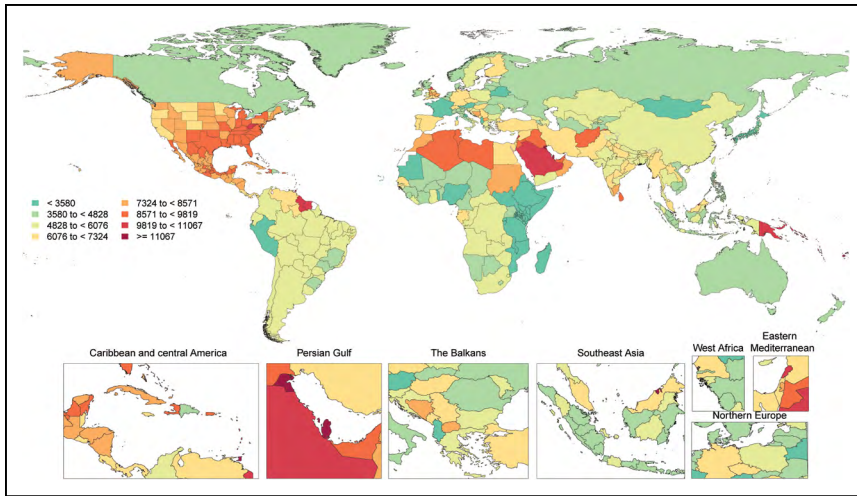 < 3580
3580 to < 4828
4828 to < 6076
6076 to < 7324
7324 to < 8571
8571 to < 9819
9819 to < 11067
>= 11067
Caribbean and central America
Persian Gulf
The Balkans
Southeast Asia
West Africa
Eastern
Mediterranean
Northern Europe